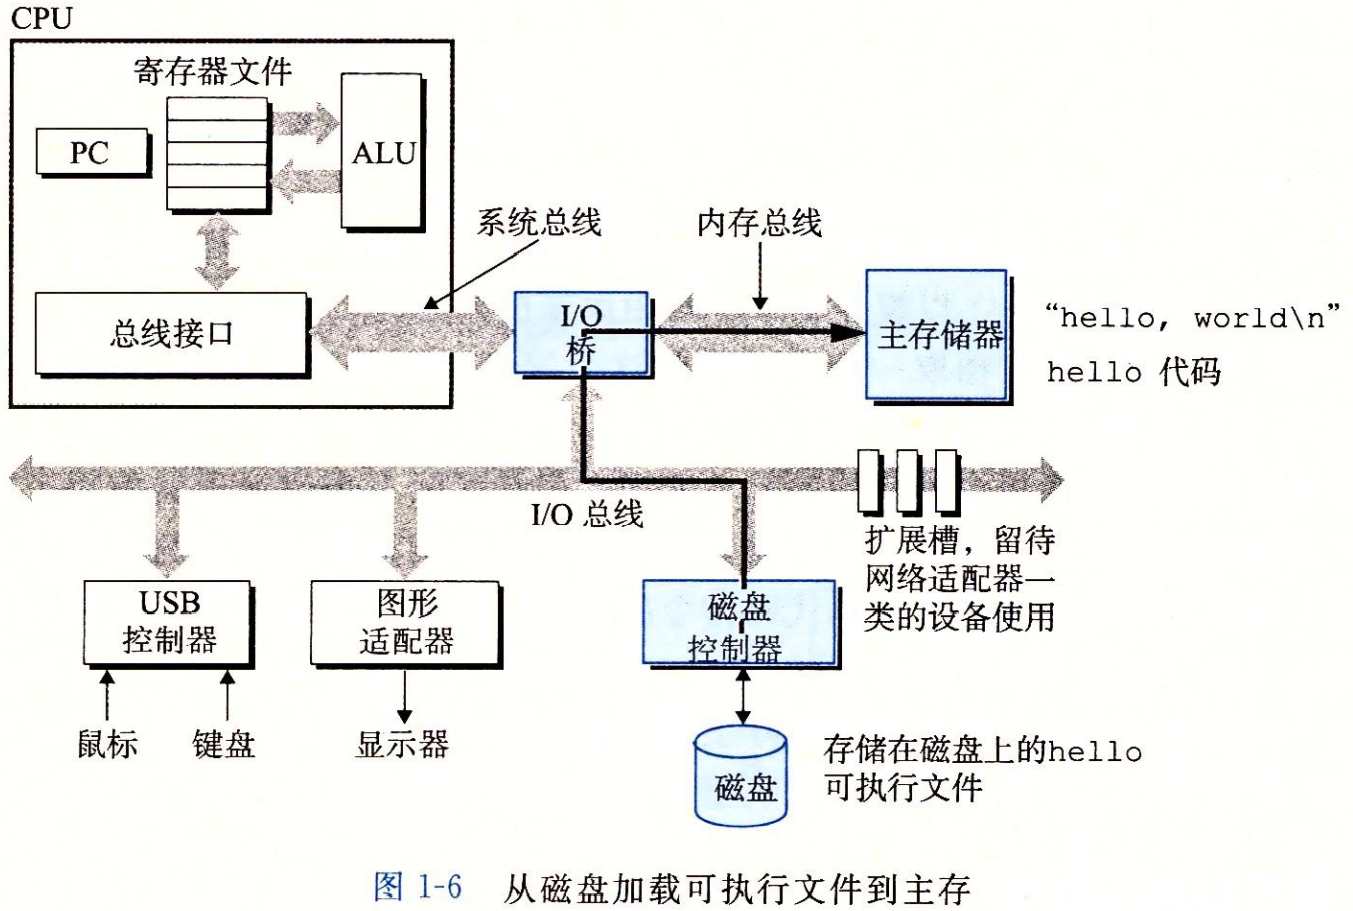 CPU
寄存器文件
PC
ALU
系统总线
内存总线
总线接口
I/O
桥
主存储器
“hello, world\n”
hello 代码
I/O 总线
扩展槽，留待
网络适配器一
类的设备使用
USB
控制器
图形
适配器
磁盘
控制器
鼠标
键盘
显示器
磁盘
存储在磁盘上的hello
可执行文件
图 1-6 从磁盘加载可执行文件到主存